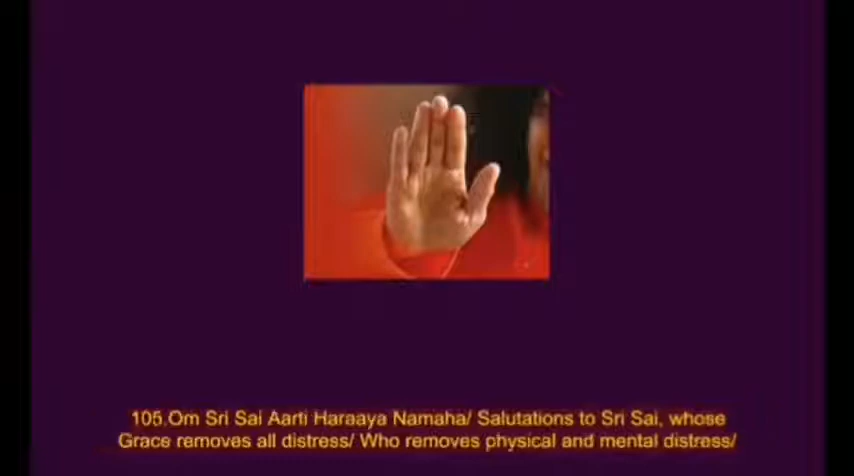 105.Om Sri Sai Aarti Haraaya Namaha/ Salutations to Sri Sai, whose
Grace removes all distress/ Who removes physical and mental distress/